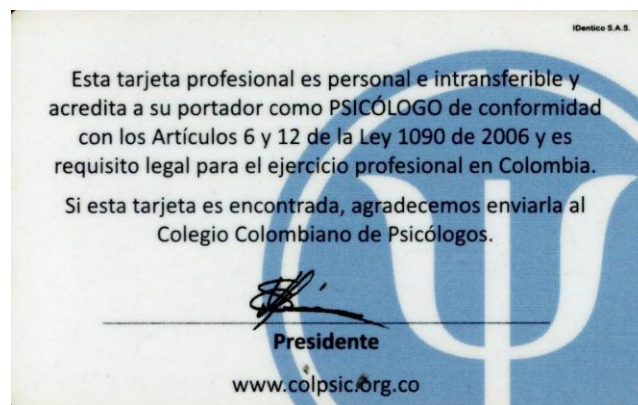 IDentico S.A.S.
Esta tarjeta profesional es personal e intransferible y
acredita a su portador como PSICÓLOGO de conformidad
con los Artículos 6 y 12 de la Ley 1090 de 2006 y es
requisito legal para el ejercicio profesional en Colombia.
Si esta tarjeta es encontrada, agradecemos enviarla al
Colegio Colombiano de Psicólogos.
Presidente
www.colpsic.org.co